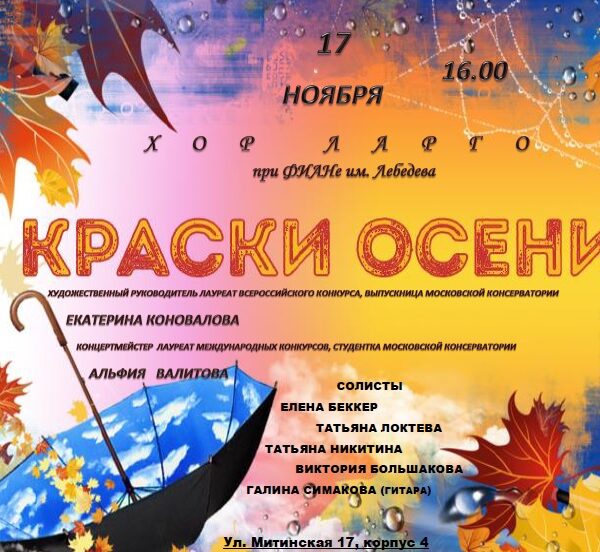 17
16.00
НОЯБРЯ
ХОР ЛАРГО
при ФИАНе им. Лебедева
КРАСКИ ОСЕНИ
ХУДОЖЕСТВЕННЫЙ РУКОВОДИТЕЛЬ ЛАУРЕАТ ВСЕРОССИЙСКОГО КОНКУРСА, ВЫПУСКНИЦА МОСКОВСКОЙ КОНСЕРВАТОРИИ
ЕКАТЕРИНА КОНОВАЛОВА
КОНЦЕРТМЕЙСТЕР ЛАУРЕАТ МЕЖДУНАРОДНЫХ КОНКУРСОВ, СТУДЕНТКА МОСКОВСКОЙ КОНСЕРВАТОРИИ
АЛЬФИЯ ВАЛИТОВА
СОЛИСТЫ
ЕЛЕНА БЕККЕР
ТАТЬЯНА ЛОКТЕВА
ТАТЬЯНА НИКИТИНА
ВИКТОРИЯ БОЛЬШАКОВА
ГАЛИНА СИМАКОВА (ГИТАРА)
Ул. Митинская 17, корпус 4